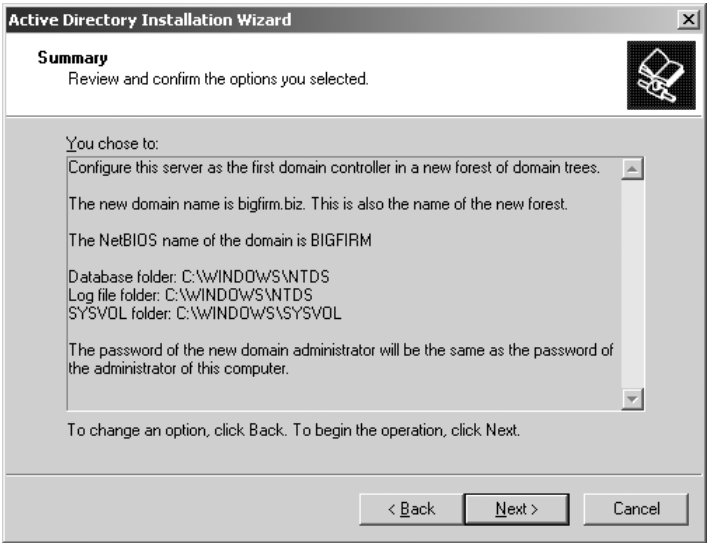 Active Directory Installation Wizard
Summary
Review and confirm the options you selected.
You chose to:
Configure this server as the first domain controller in a new forest of domain trees.
The new domain name is bigfirm.biz. This is also the name of the new forest.
The NetBIOS name of the domain is BIGFIRM
Database folder: C:\WINDOWS\NTDS
Log file folder: C:\WINDOWS\NTDS
SYSVOL folder: C:\WINDOWS\SYSVOL
The password of the new domain administrator will be the same as the password of
the administrator of this computer.
To change an option, click Back. To begin the operation, click Next.
< Back
Next >
Cancel